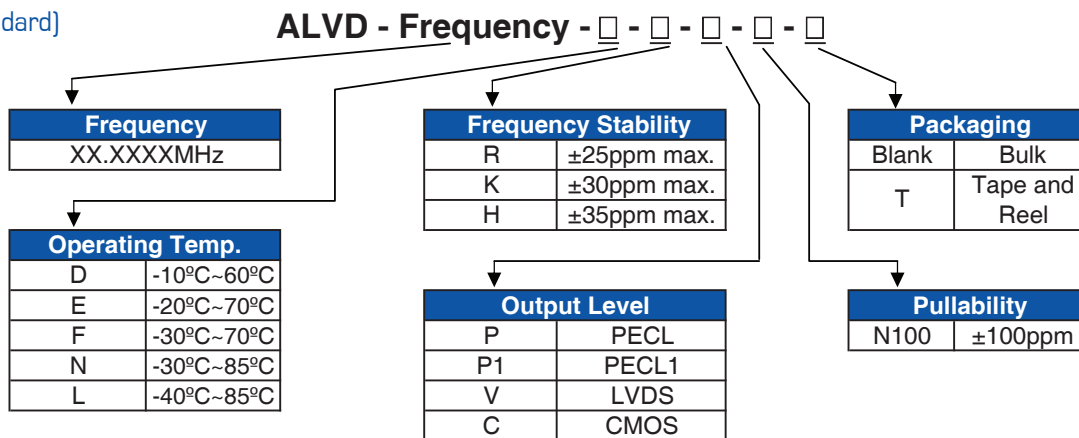 dard)
ALVD - Frequency - □ - □ - □ - □ - □
Frequency
XX.XXXXMHz
Operating Temp.
D -10ºC~60ºC
E -20ºC~70ºC
F -30ºC~70ºC
N -30ºC~85ºC
L -40ºC~85ºC
Frequency Stability
R ±25ppm max.
K ±30ppm max.
H ±35ppm max.
Output Level
P PECL
P1 PECL1
V LVDS
C CMOS
Packaging
Blank Bulk
T Tape and
Reel
Pullability
N100 ±100ppm